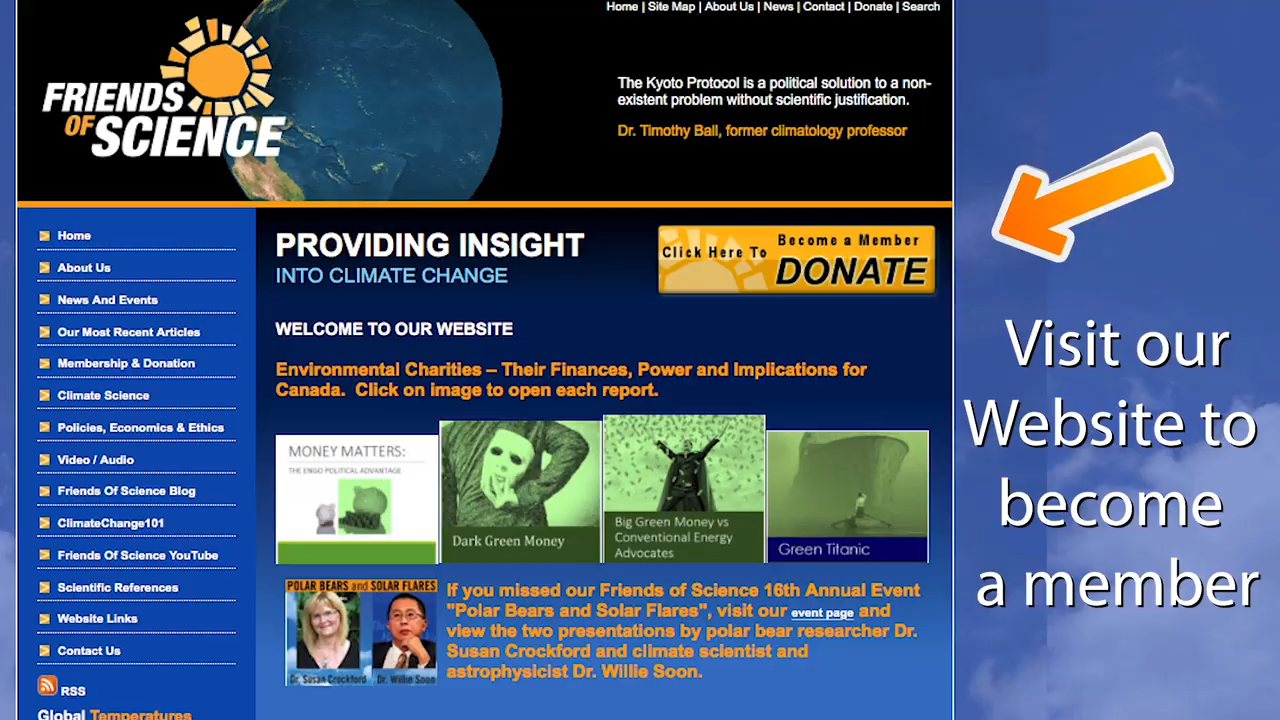 Home | Site Map | About Us | News | Contact | Donate | Search
FRIENDS
OF SCIENCE
The Kyoto Protocol is a political solution to a non-
existent problem without scientific justification.
Dr. Timothy Ball, former climatology professor
Home
About Us
News And Events
Our Most Recent Articles
Membership & Donation
Climate Science
Policies, Economics & Ethics
Video / Audio
Friends Of Science Blog
ClimateChange101
Friends Of Science YouTube
Scientific References
Website Links
Contact Us
RSS
Global Temperatures
PROVIDING INSIGHT
INTO CLIMATE CHANGE
Click Here To
Become a Member
DONATE
WELCOME TO OUR WEBSITE
Environmental Charities – Their Finances, Power and Implications for
Canada. Click on image to open each report.
MONEY MATTERS:
THE ENGO POLITICAL ADVANTAGE
Dark Green Money
Big Green Money vs
Conventional Energy
Advocates
Green Titanic
POLAR BEARS and SOLAR FLARES
Dr. Susan Crockford
Dr. Willie Soon
If you missed our Friends of Science 16th Annual Event
"Polar Bears and Solar Flares", visit our event page and
view the two presentations by polar bear researcher Dr.
Susan Crockford and climate scientist and
astrophysicist Dr. Willie Soon.
Visit our
Website to
become
a member